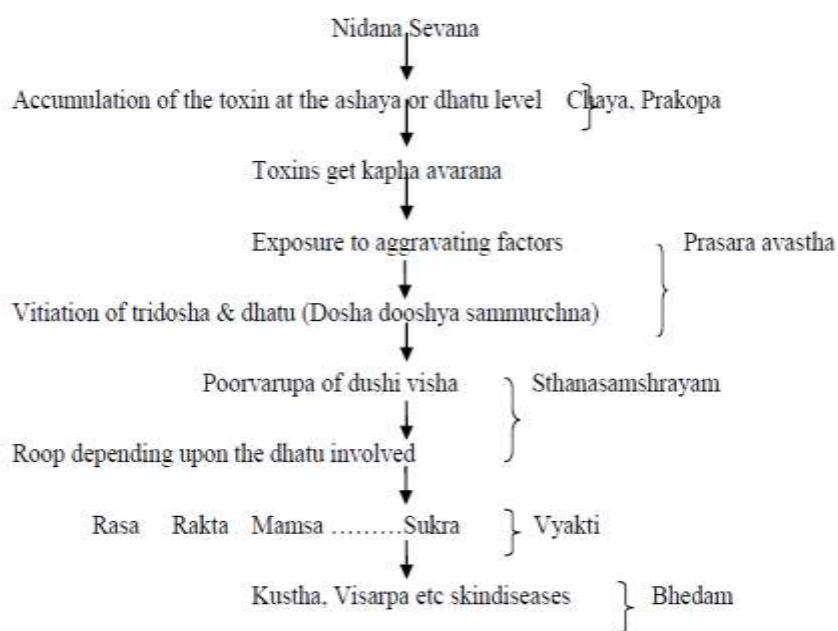 Nidana Sevana
Accumulation of the toxin at the ashaya or dhatu level Chaya, Prakopa
Toxins get kapha avarana
Exposure to aggravating factors Prasara avastha
Vitiation of tridosha & dhatu (Dosha dooshya sammurchna)
Poorvarupa of dushi visha Sthanasamshrayam
Roop depending upon the dhatu involved
Rasa Rakta Mamsa .........Sukra Vyakti
Kustha, Visarpa etc skindiseases Bhedam